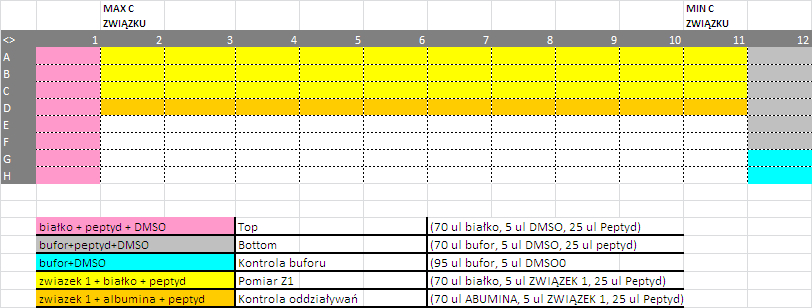 MAX C MIN C
ZWIĄZKU ZWIĄZKU
<> 1 2 3 4 5 6 7 8 9 10 11 12
A
B
C
D
E
F
G
H
białko + peptyd + DMSO Top (70 ul białko, 5 ul DMSO, 25 ul Peptyd)
bufor+peptyd+DMSO Bottom (70 ul bufor, 5 ul DMSO, 25 ul peptyd)
bufor+DMSO Kontrola buforu (95 ul bufor, 5 ul DMSO0
zwiazek 1 + białko + peptyd Pomiar Z1 (70 ul białko, 5 ul ZWIĄZEK 1, 25 ul Peptyd)
zwiazek 1 + albumina + peptyd Kontrola oddziaływań (70 ul ABUMINA, 5 ul ZWIĄZEK 1, 25 ul Peptyd)